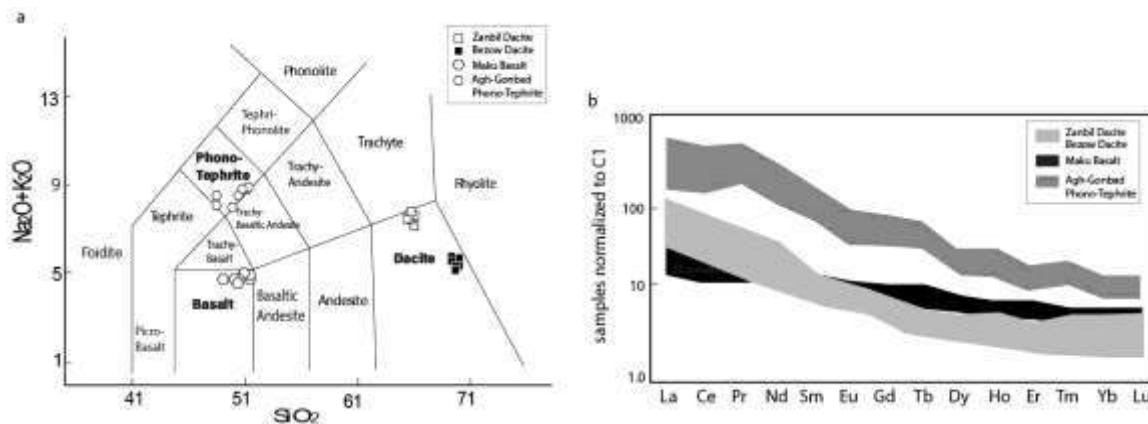 a
Zanbil Dacite
Bezow Dacite
Maku Basalt
Agh-Gombad
Phono-Tephrite
Phonolite
13
Tephri-
Phonolite
Trachyte
Phono-
Tephrite
Trachy-
Andesite
9
Rhyolite
Tephrite
Trachy-
Basaltic Andesite
Trachy-
Basalt
Foidite
Dacite
5
Basalt
Basaltic
Andesite
Andesite
Picro-
Basalt
1
Na2O+K2O
41
51
61
71
SiO2
b
1000
Zanbil Dacite
Bezow Dacite
Maku Basalt
Agh-Gombad
Phono-Tephrite
100
10
1.0
samples normalized to C1
La Ce Pr Nd Sm Eu Gd Tb Dy Ho Er Tm Yb Lu